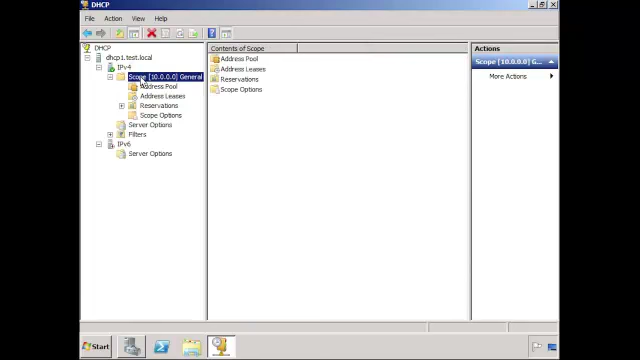 DHCP
File Action View Help
DHCP
dhcp1.test.local
IPv4
Scope [10.0.0.0] General
Address Pool
Address Leases
Reservations
Scope Options
Server Options
Filters
IPv6
Server Options
Contents of Scope
Address Pool
Address Leases
Reservations
Scope Options
Actions
Scope [10.0.0.0] G...
More Actions
Start